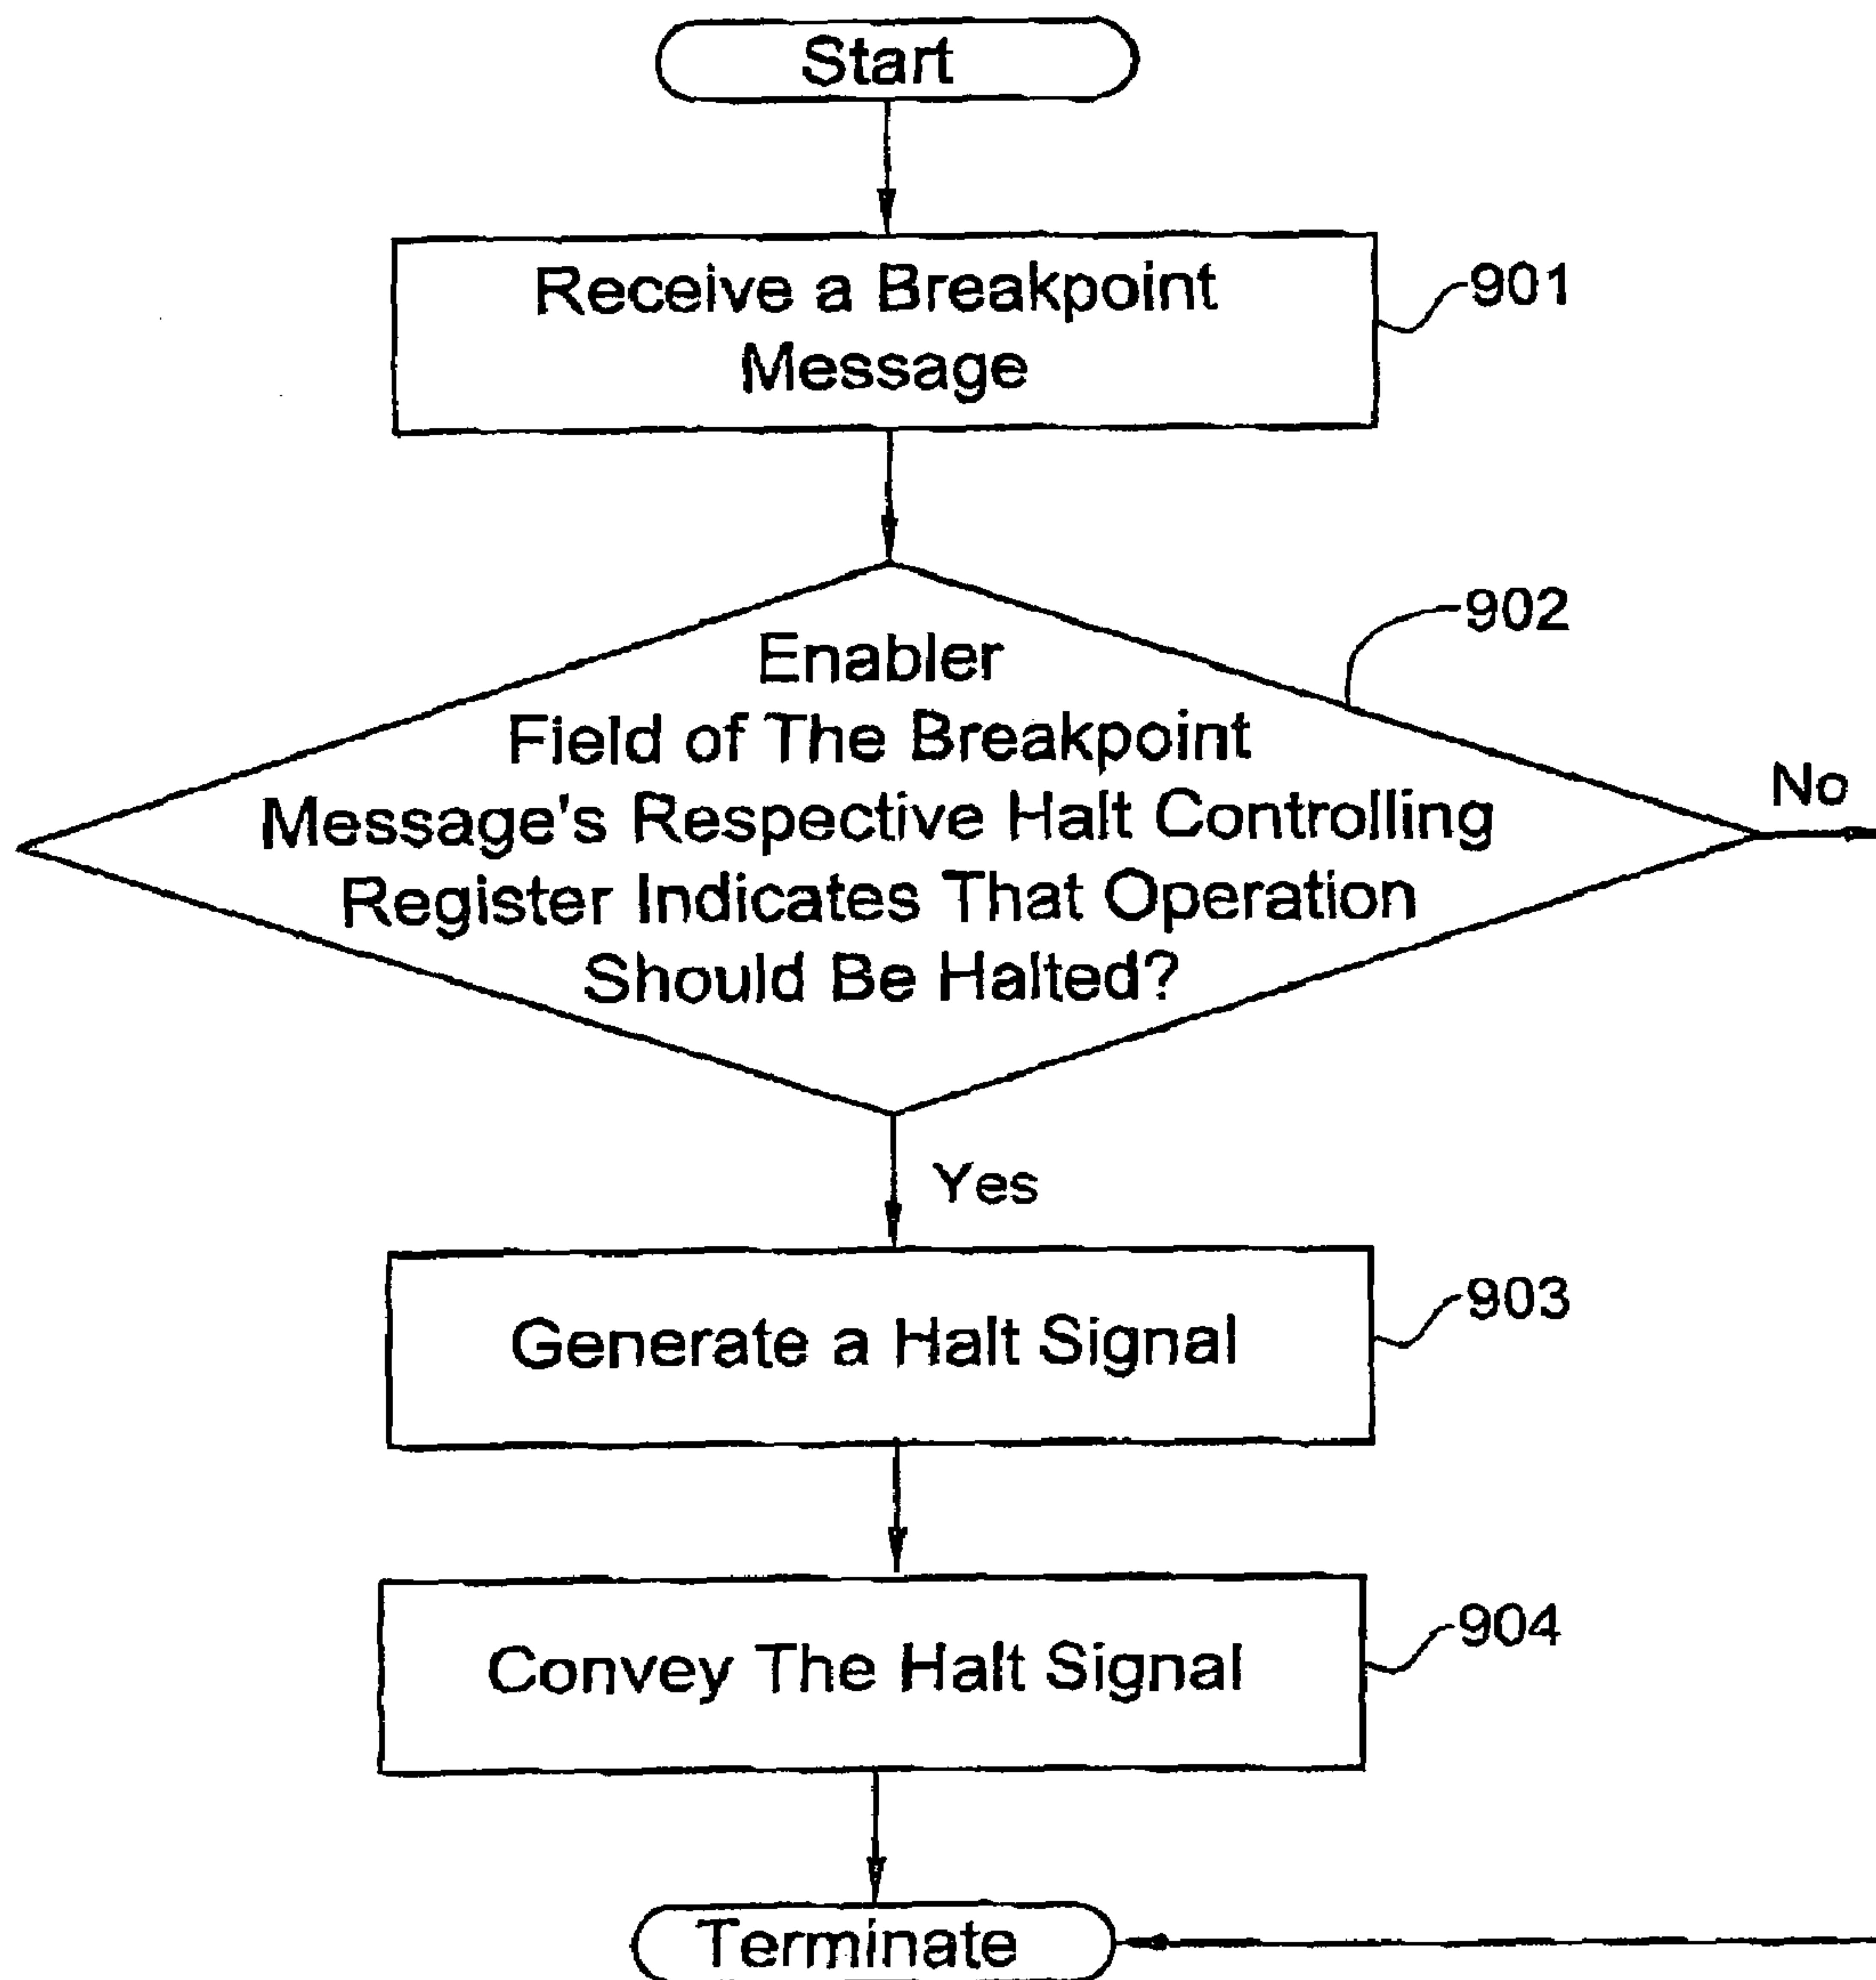 Start
Receive a Breakpoint
Message
901
902
Enabler
Field of The Breakpoint
Message's Respective Halt Controlling
Register Indicates That Operation
Should Be Halted?
No
Yes
Generate a Halt Signal
903
Convey The Halt Signal
904
Terminate